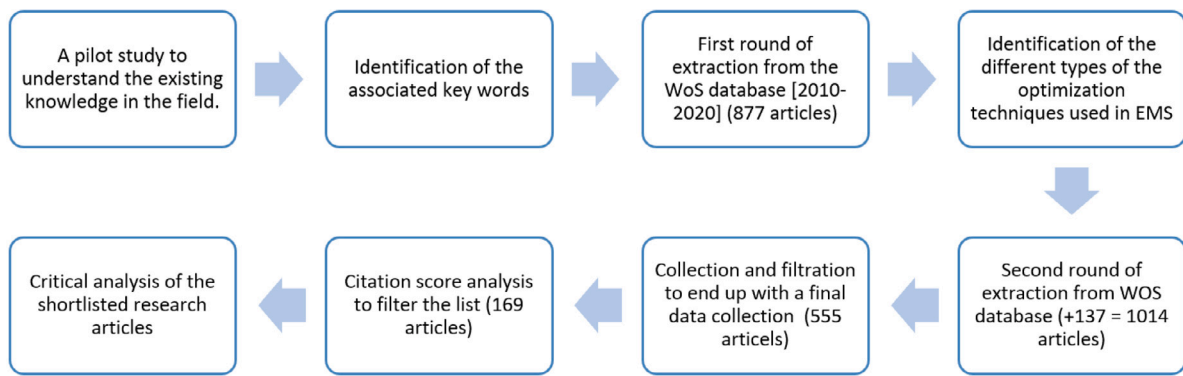 A pilot study to
understand the existing
knowledge in the field.
Identification of the
associated key words
First round of
extraction from the
WoS database [2010-
2020] (877 articles)
Identification of the
different types of the
optimization
techniques used in EMS
Second round of
extraction from WOS
database (+137 = 1014
articles)
Collection and filtration
to end up with a final
data collection (555
articels)
Citation score analysis
to filter the list (169
articles)
Critical analysis of the
shortlisted research
articles